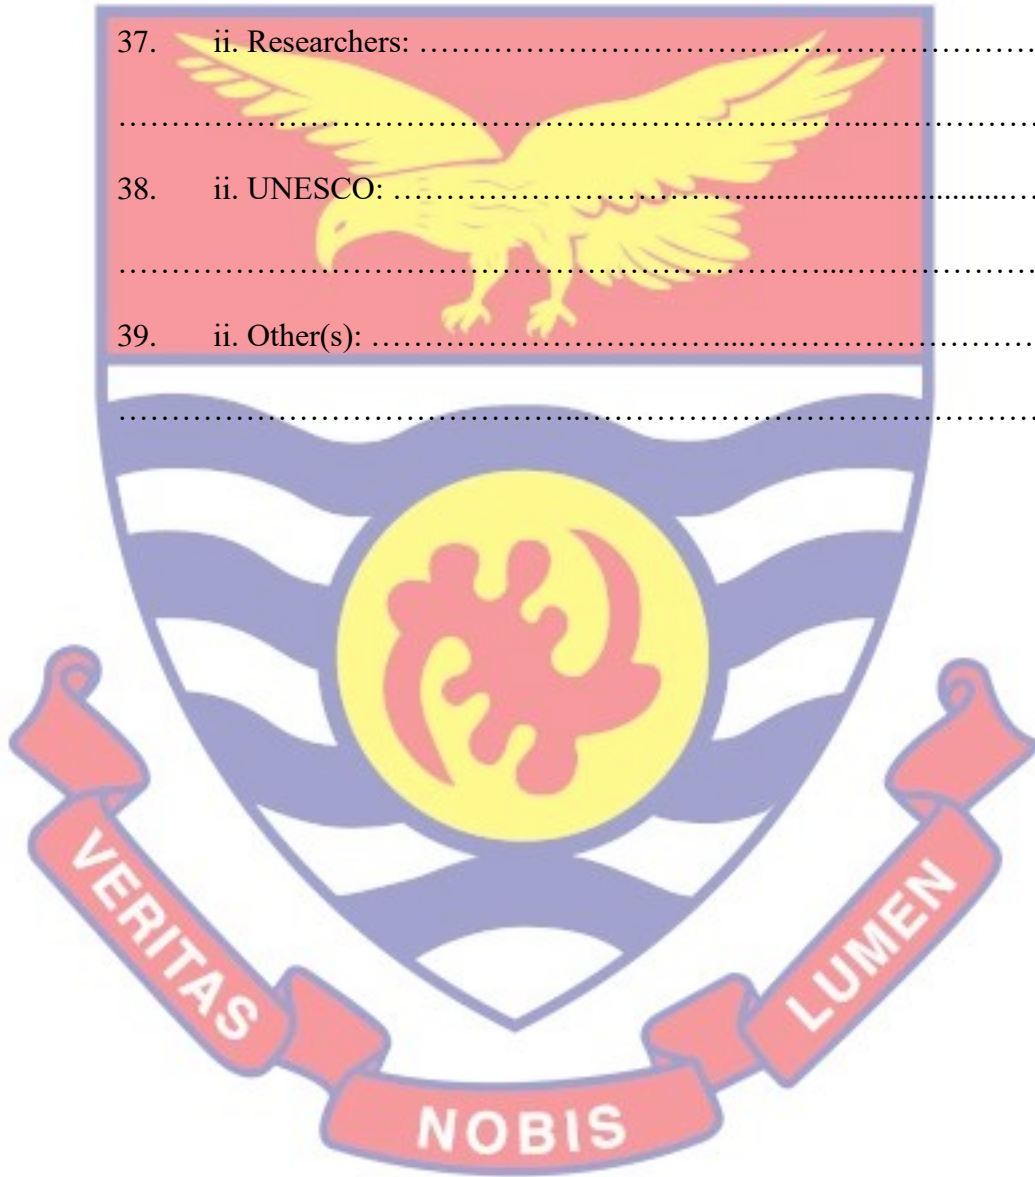 37. ii. Researchers: ……………………………………………………
……………………………………………………………………………
38. ii. UNESCO: ……………………………..............................……
……………………………………………………………...………………
39. ii. Other(s): ………………………………...………………………
……………………………………………………………………………
VERITAS
NOBIS
LUMEN